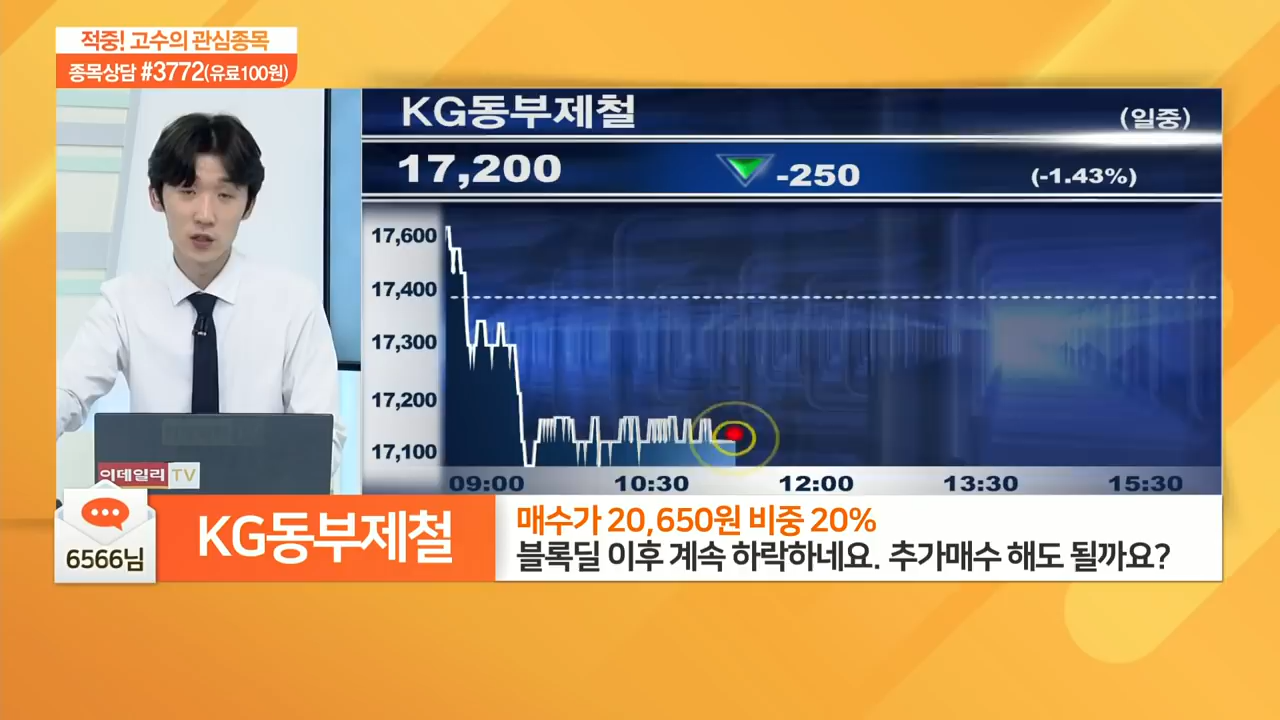 적중! 고수의 관심종목
종목상담 #3772(유료100원)
KG동부제철
(일중)
17,200
-250
(-1.43%)
17,600
17,400
17,300
17,200
17,100
09:00 10:30 12:00 13:30 15:30
이데일리 TV
6566님
KG동부제철
매수가 20,650원 비중 20%
블록딜 이후 계속 하락하네요. 추가매수 해도 될까요?